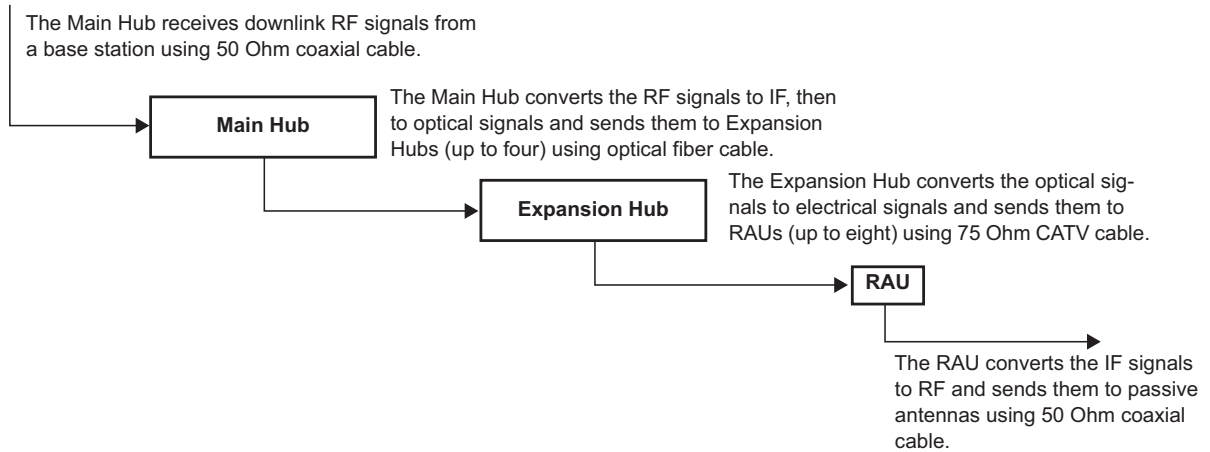 The Main Hub receives downlink RF signals from
a base station using 50 Ohm coaxial cable.
Main Hub
The Main Hub converts the RF signals to IF, then
to optical signals and sends them to Expansion
Hubs (up to four) using optical fiber cable.
Expansion Hub
The Expansion Hub converts the optical sig-
nals to electrical signals and sends them to
RAUs (up to eight) using 75 Ohm CATV cable.
RAU
The RAU converts the IF signals
to RF and sends them to passive
antennas using 50 Ohm coaxial
cable.